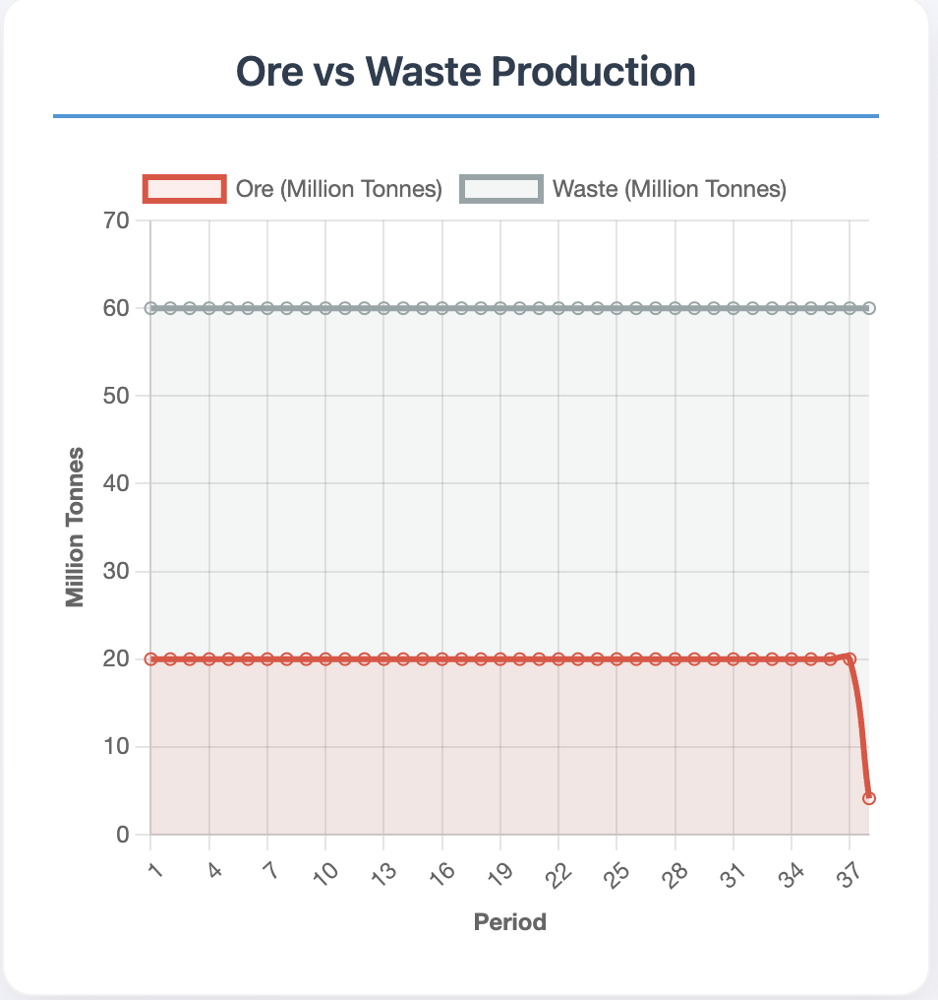 Ore vs Waste Production
Ore (Million Tonnes) Waste (Million Tonnes)
70
60
50
40
30
20
10
0
Million Tonnes
1 4 7 10 13 16 19 22 25 28 31 34 37
Period